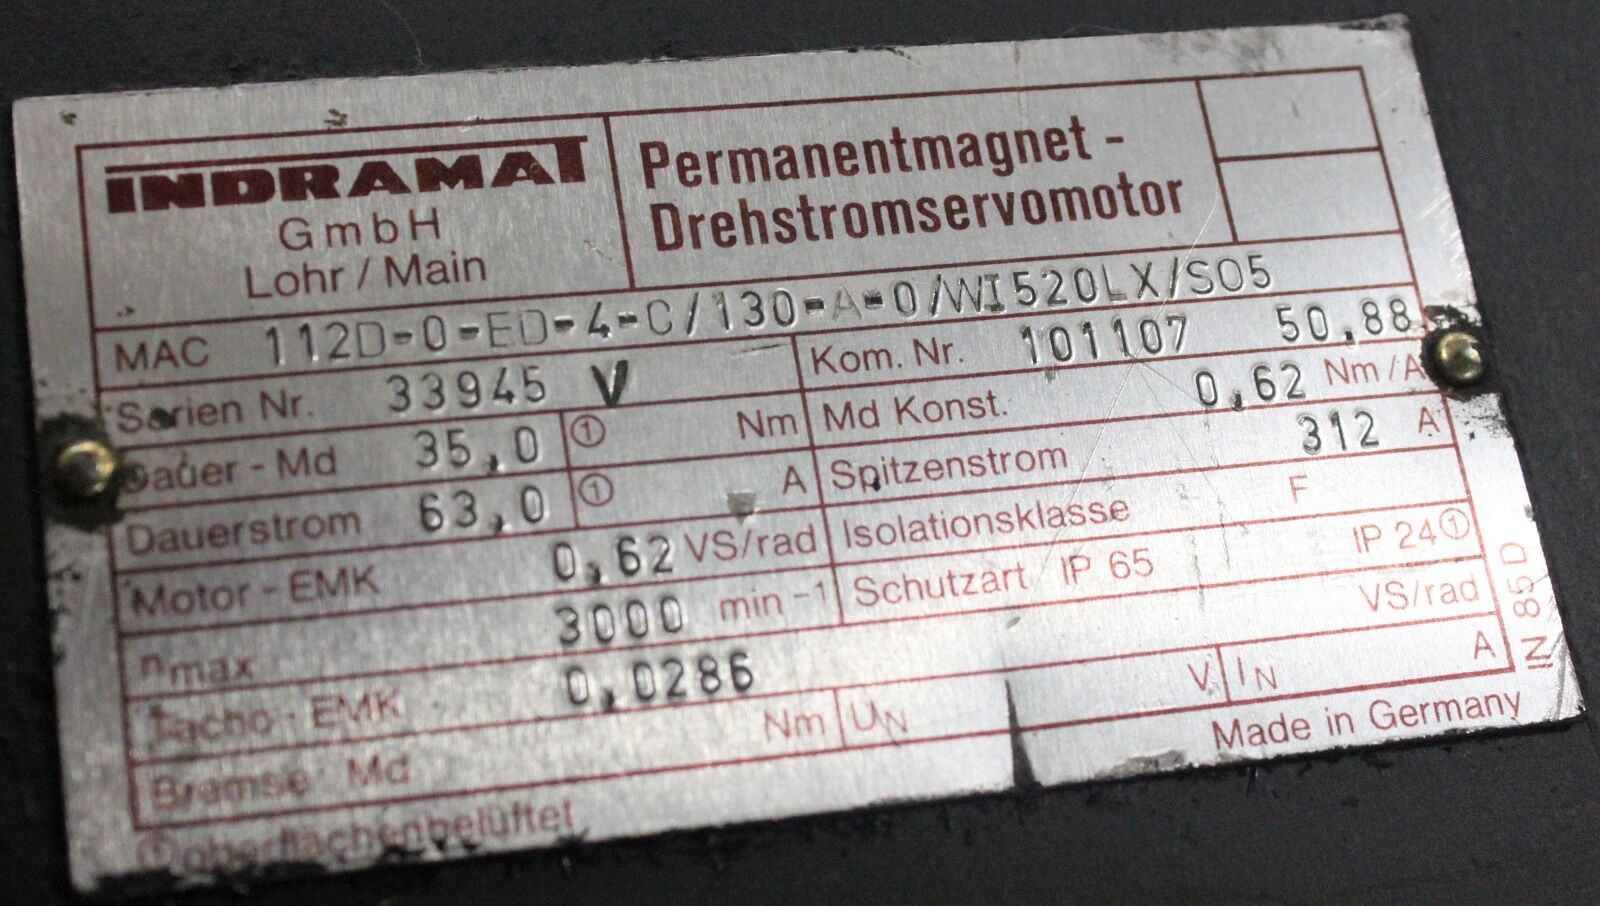 INDRAMAT
GmbH
Lohr / Main
Permanentmagnet -
Drehstromservomotor
MAC 112D-0-ED-4-C/130-A-0/WI520LX/S05
Serien Nr. 33945 V
Kom. Nr. 101107 50,88
Dauer - Md 35,0 ① Nm
Md Konst. 0,62 Nm/A
Dauerstrom 63,0 ① A
Spitzenstrom 312 A
Motor - EMK 0,62 VS/rad
Isolationsklasse F
nmax 3000 min -1
Schutzart IP 65 IP 24①
Tacho - EMK 0,0286 VS/rad
Bremse Md Nm UN V IN A
①oberflächenbelüftet
Made in Germany
IN 85D